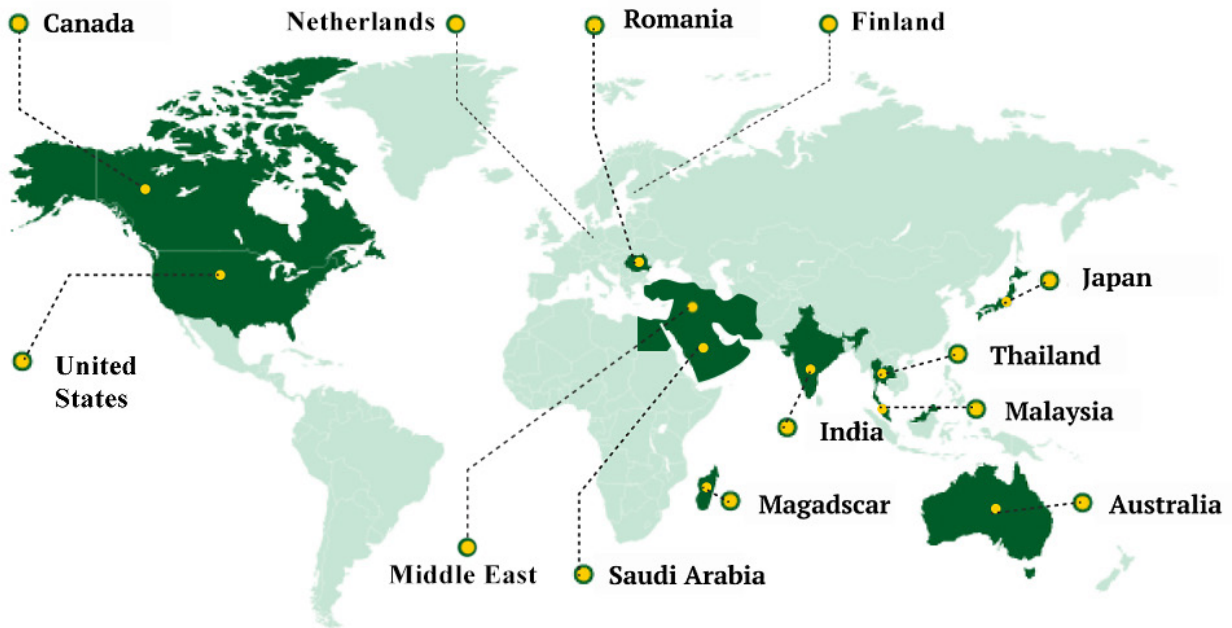 Canada
Netherlands
Romania
Finland
Japan
United
States
Thailand
Malaysia
India
Magadscar
Australia
Middle East
Saudi Arabia